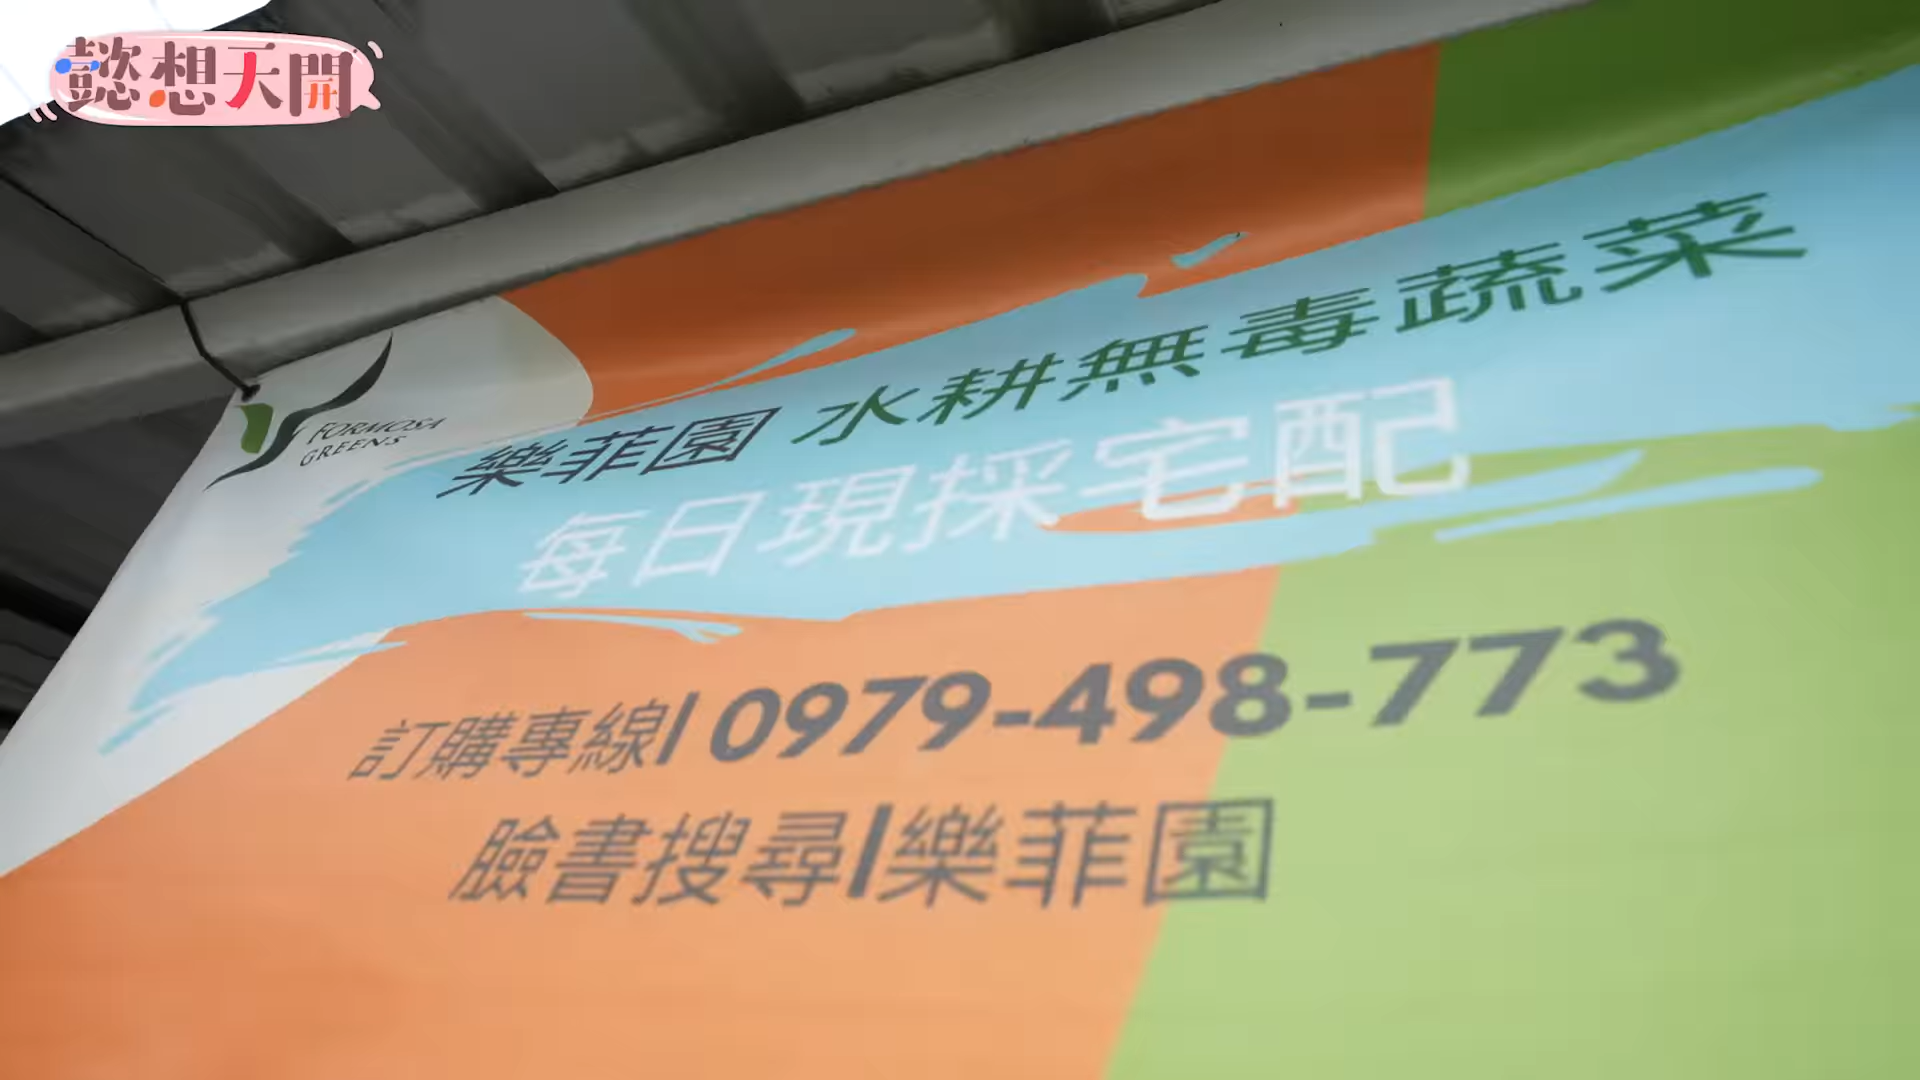 懿想天開
FORMOSA
GREENS
樂菲園 水耕無毒蔬菜
每日現採宅配
訂購專線| 0979-498-773
臉書搜尋|樂菲園